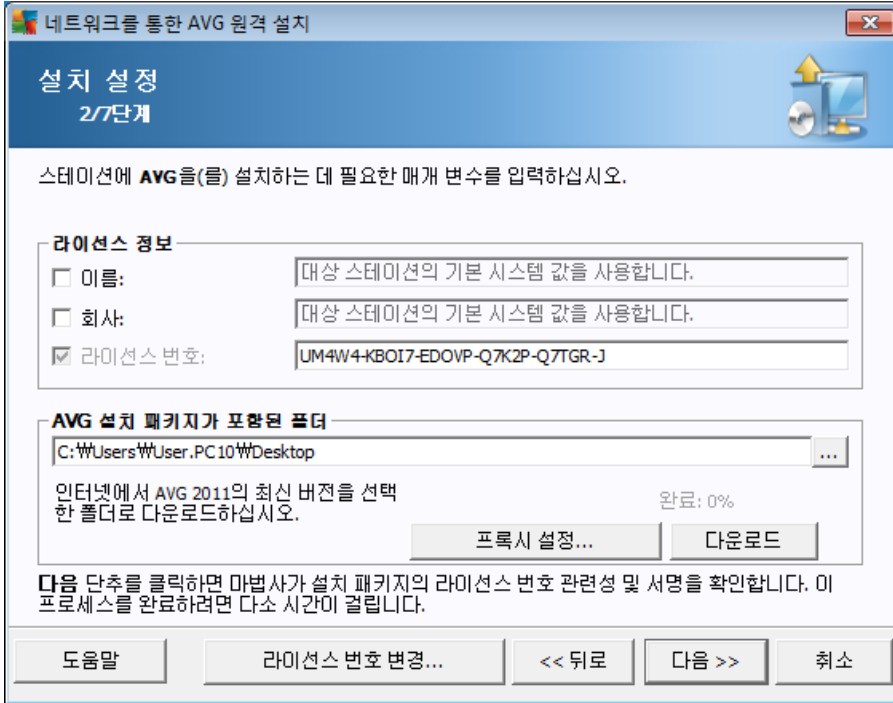 네트워크를 통한 AVG 원격 설치
설치 설정
2/7단계
스테이션에 AVG을(를) 설치하는 데 필요한 매개 변수를 입력하십시오.
라이선스 정보
이름:
대상 스테이션의 기본 시스템 값을 사용합니다.
회사:
대상 스테이션의 기본 시스템 값을 사용합니다.
라이선스 번호:
UM4W4-KBOI7-EDOVP-Q7K2P-Q7TGR-J
AVG 설치 패키지가 포함된 폴더
C:₩Users₩User.PC10₩Desktop
...
인터넷에서 AVG 2011의 최신 버전을 선택
한 폴더로 다운로드하십시오.
완료: 0%
프록시 설정...
다운로드
다음 단추를 클릭하면 마법사가 설치 패키지의 라이선스 번호 관련성 및 서명을 확인합니다. 이
프로세스를 완료하려면 다소 시간이 걸립니다.
도움말
라이선스 번호 변경...
<< 뒤로
다음 >>
취소